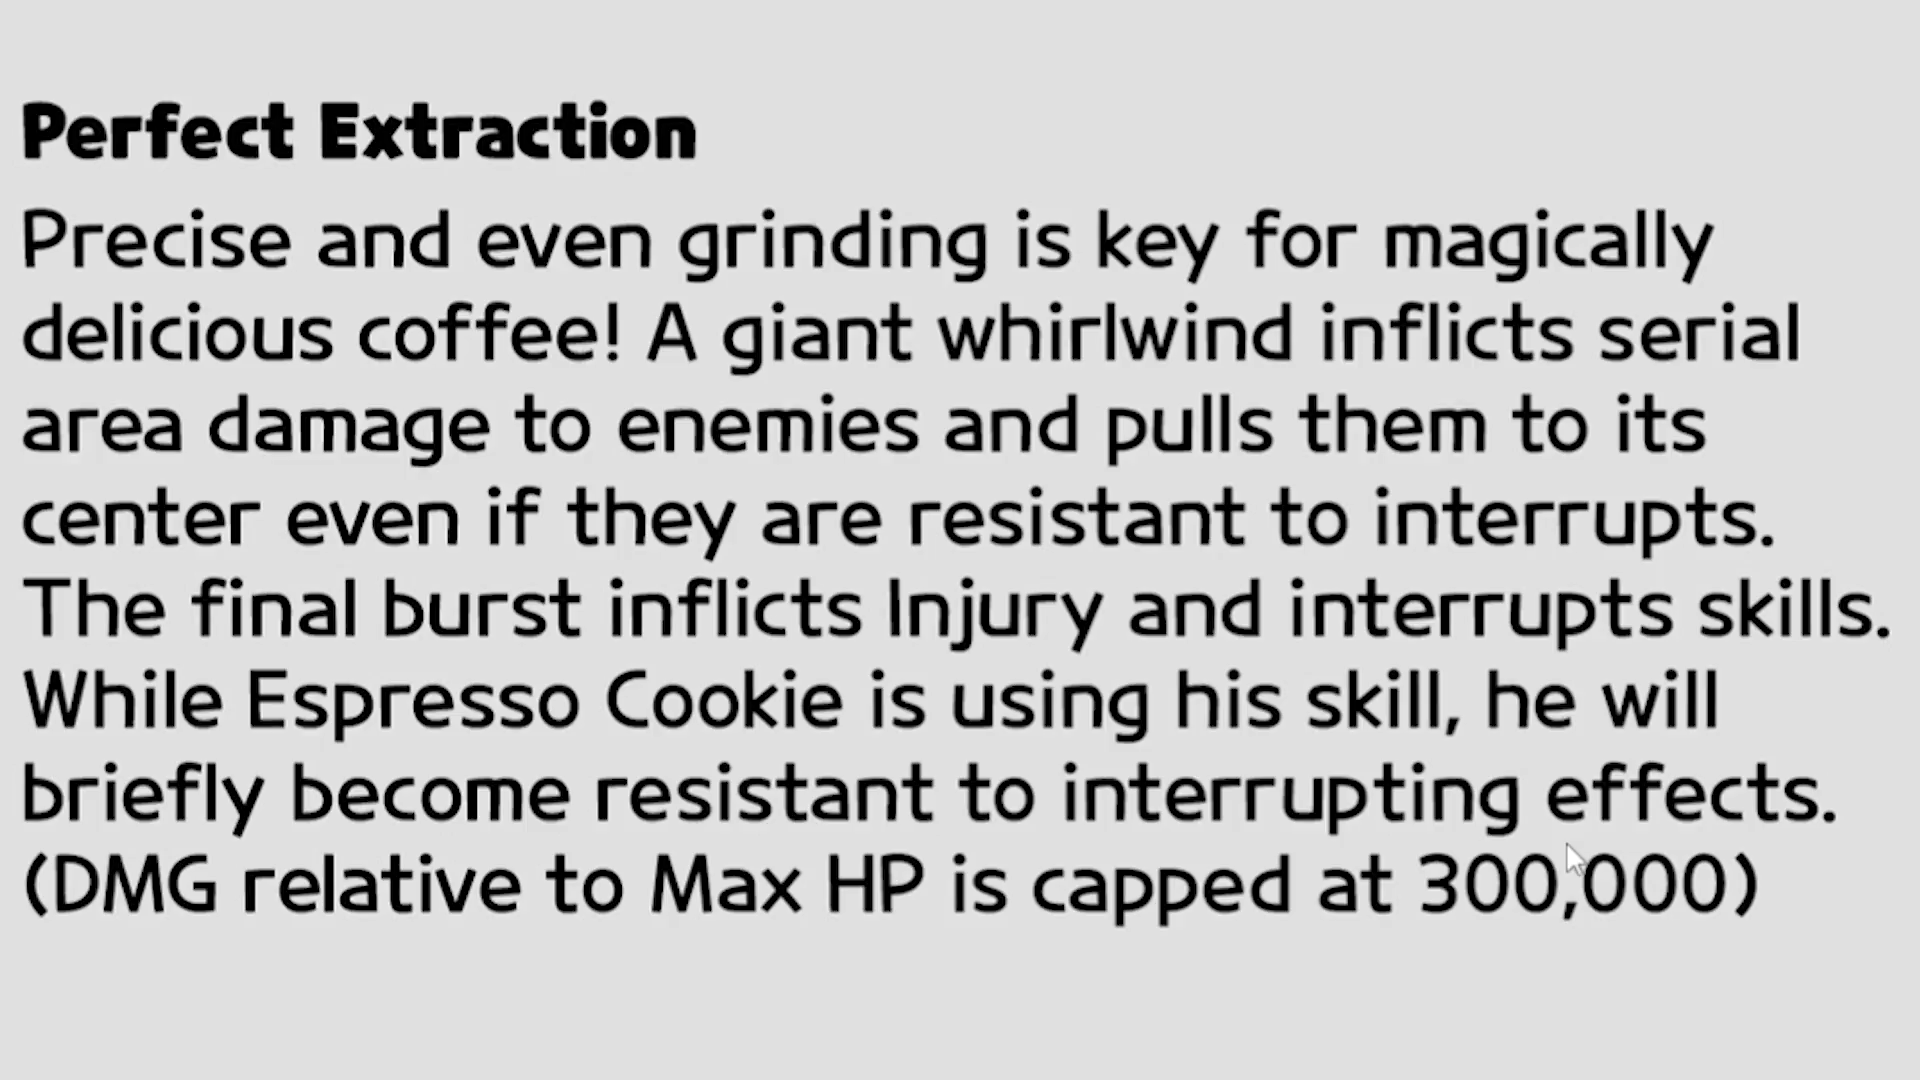 Perfect Extraction
Precise and even grinding is key for magically
delicious coffee! A giant whirlwind inflicts serial
area damage to enemies and pulls them to its
center even if they are resistant to interrupts.
The final burst inflicts Injury and interrupts skills.
While Espresso Cookie is using his skill, he will
briefly become resistant to interrupting effects.
(DMG relative to Max HP is capped at 300,000)